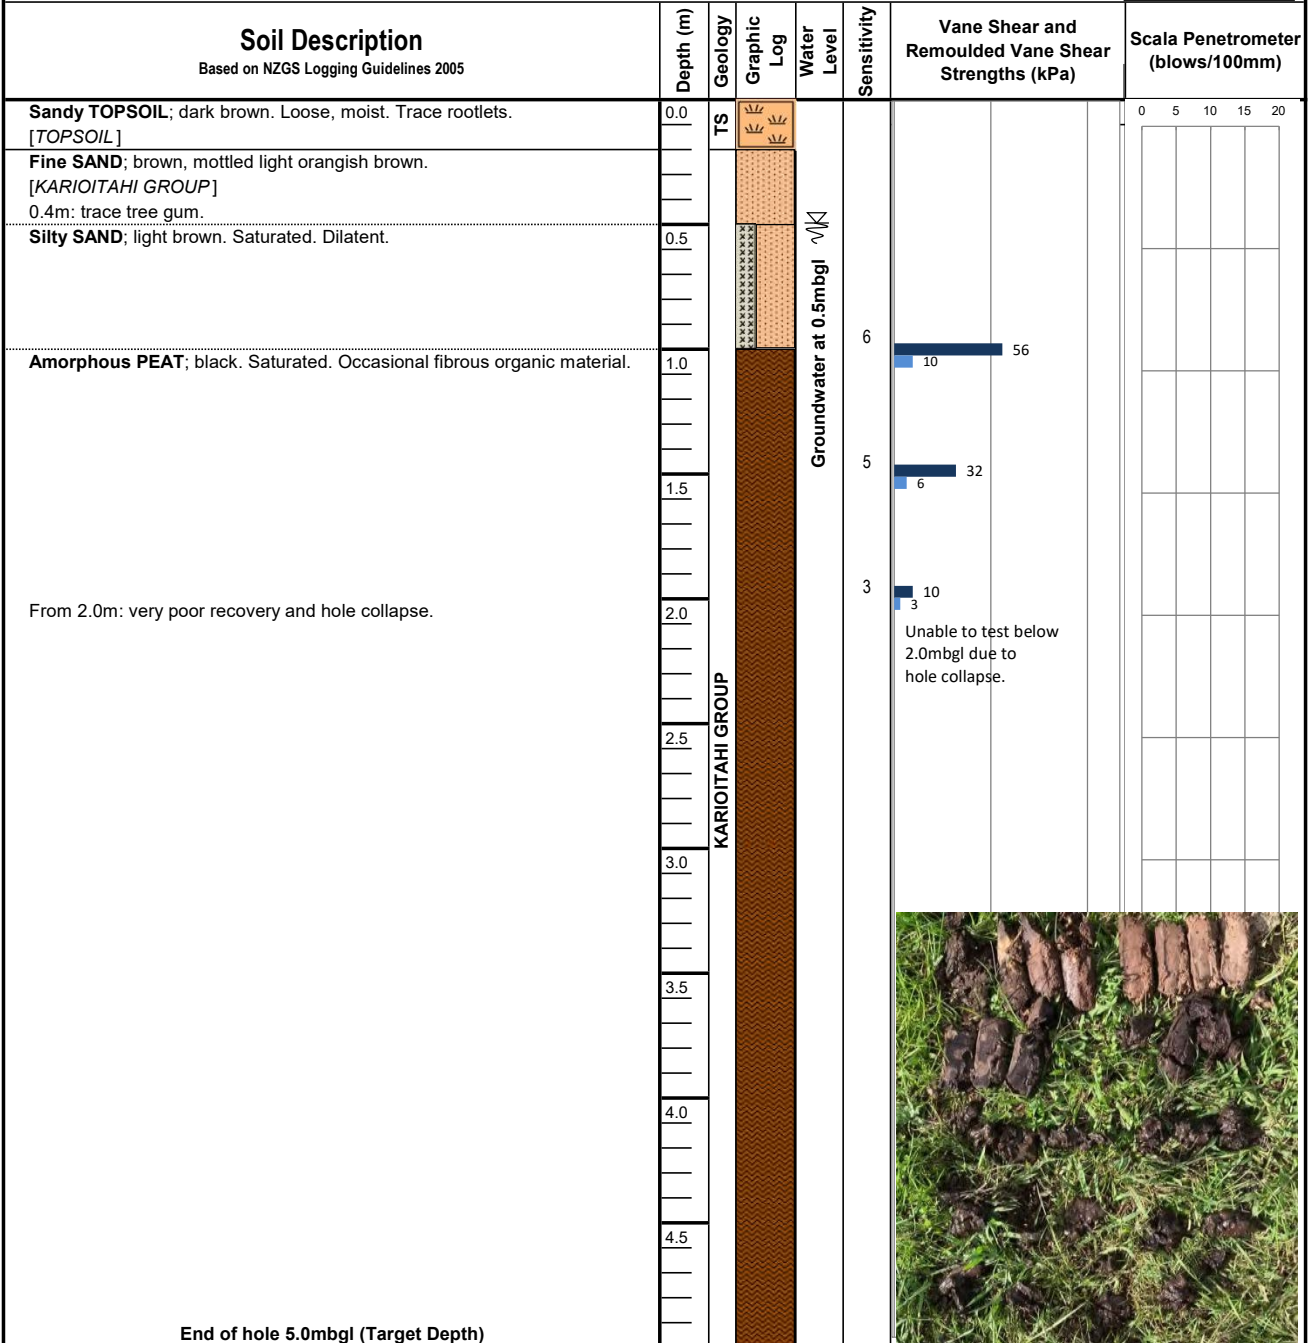 Soil Description
Based on NZGS Logging Guidelines 2005
Depth (m)
Geology
Graphic
Log
Water
Level
Sensitivity
Vane Shear and
Remoulded Vane Shear
Strengths (kPa)
Scala Penetrometer
(blows/100mm)
Sandy TOPSOIL; dark brown. Loose, moist. Trace rootlets.
[TOPSOIL]
0.0
TS
0 5 10 15 20
Fine SAND; brown, mottled light orangish brown.
[KARIOITAHI GROUP]
0.4m: trace tree gum.
Silty SAND; light brown. Saturated. Dilatent.
0.5
Groundwater at 0.5mbgl
6
56
10
Amorphous PEAT; black. Saturated. Occasional fibrous organic material.
1.0
5
32
6
1.5
3
10
3
From 2.0m: very poor recovery and hole collapse.
2.0
Unable to test below
2.0mbgl due to
hole collapse.
KARIOITAHI GROUP
2.5
3.0
3.5
4.0
4.5
End of hole 5.0mbgl (Target Depth)